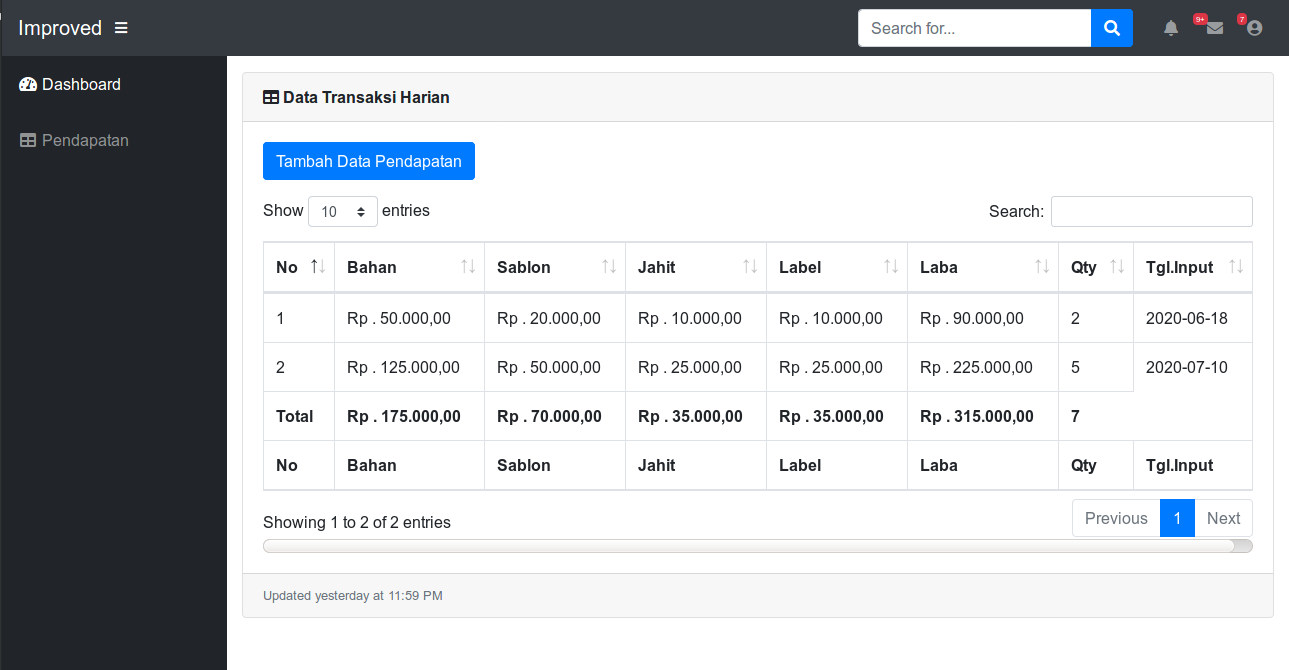 Improved
Search for...
9+
7
Dashboard
Pendapatan
Data Transaksi Harian
Tambah Data Pendapatan
Show 10 entries
Search:
No Bahan Sablon Jahit Label Laba Qty Tgl.Input
1 Rp . 50.000,00 Rp . 20.000,00 Rp . 10.000,00 Rp . 10.000,00 Rp . 90.000,00 2 2020-06-18
2 Rp . 125.000,00 Rp . 50.000,00 Rp . 25.000,00 Rp . 25.000,00 Rp . 225.000,00 5 2020-07-10
Total Rp . 175.000,00 Rp . 70.000,00 Rp . 35.000,00 Rp . 35.000,00 Rp . 315.000,00 7
No Bahan Sablon Jahit Label Laba Qty Tgl.Input
Showing 1 to 2 of 2 entries
Previous 1 Next
Updated yesterday at 11:59 PM